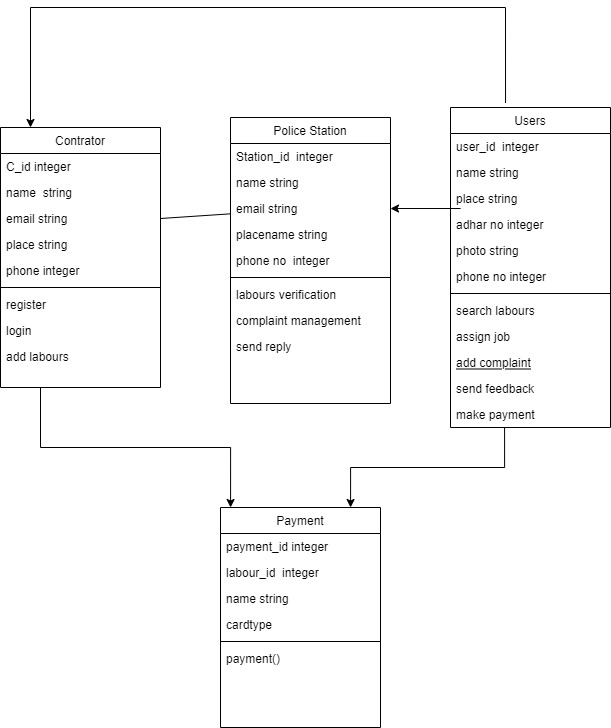 Contrator
C_id integer
name  string
email string
place string
phone integer
register
login
add labours
Police Station
Station_id  integer
name string
email string
placename string
phone no  integer
labours verification
complaint management
send reply
Users
user_id  integer
name string
place string
adhar no integer
photo string
phone no integer
search labours
assign job
add complaint
send feedback
make payment
Payment
payment_id integer
labour_id  integer
name string
cardtype
payment()